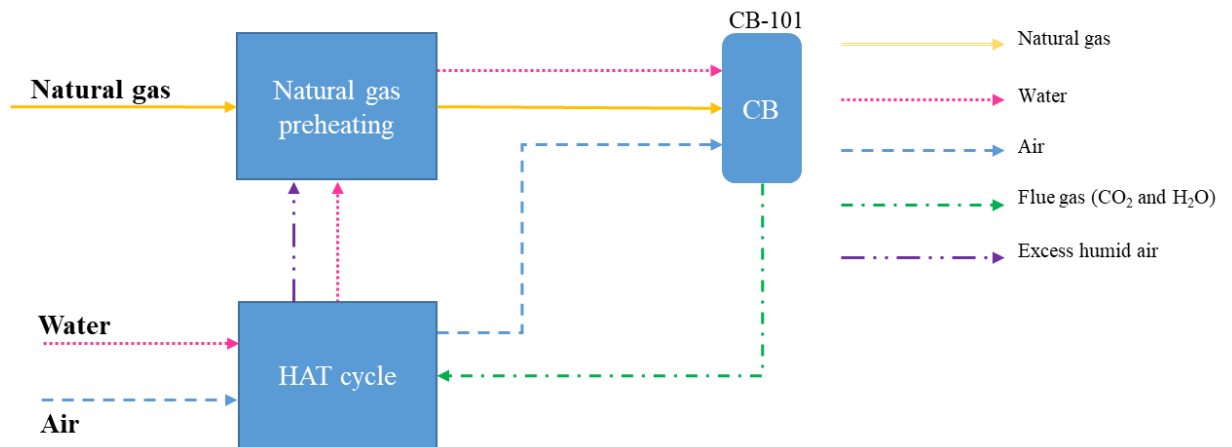 CB-101
Natural gas
Natural gas
preheating
CB
Water
HAT cycle
Air
Natural gas
Water
Air
Flue gas (CO₂ and H₂O)
Excess humid air